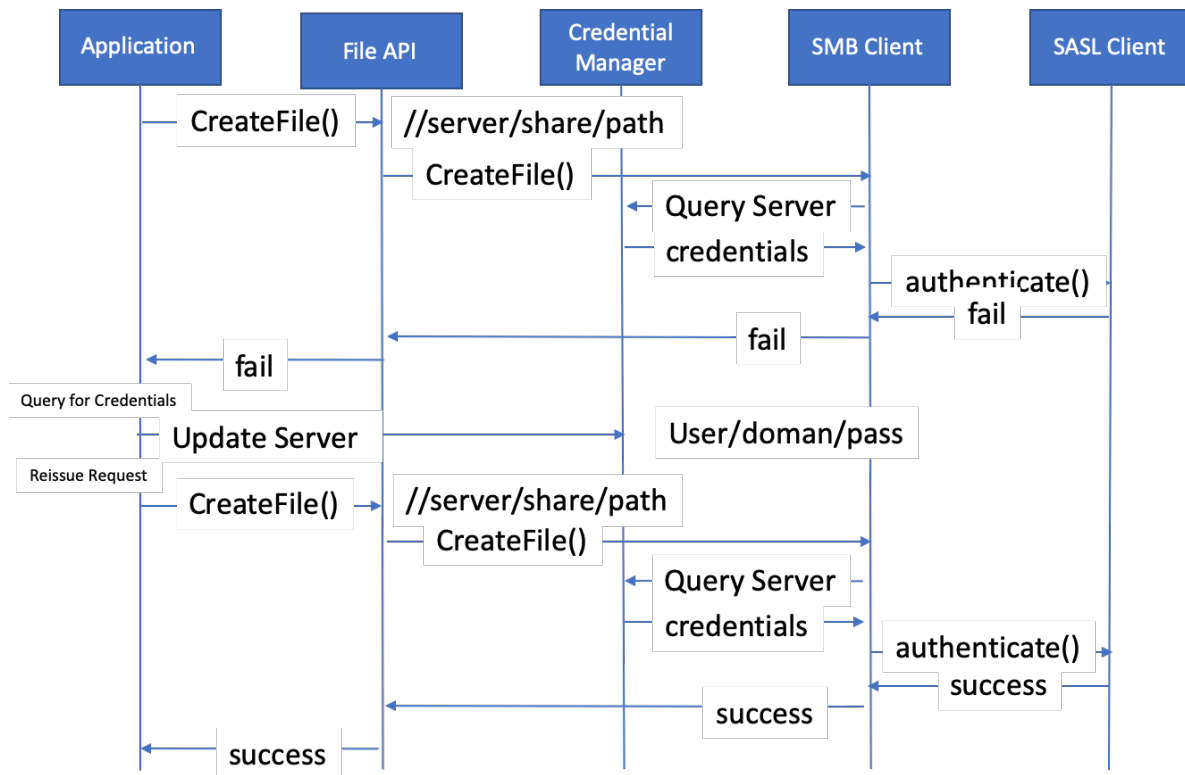 Application
File API
Credential
Manager
SMB Client
SASL Client
CreateFile()
//server/share/path
CreateFile()
Query Server
credentials
authenticate()
fail
fail
fail
Query for Credentials
Update Server
User/doman/pass
Reissue Request
CreateFile()
//server/share/path
CreateFile()
Query Server
credentials
authenticate()
success
success
success